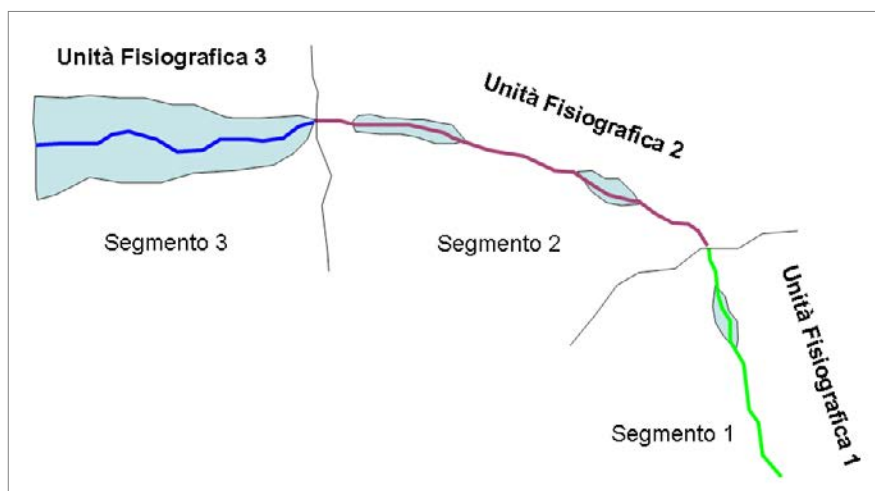 Unità Fisiografica 3
Unità Fisiografica 2
Segmento 3
Segmento 2
Unità Fisiografica 1
Segmento 1